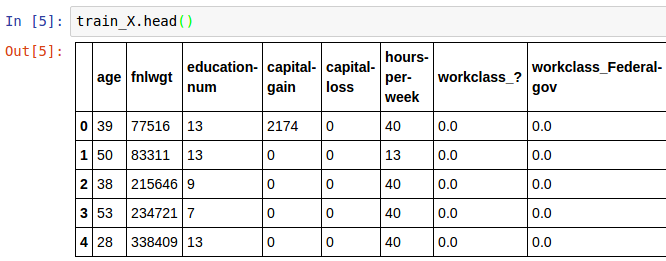 In [5]: train_X.head()
Out[5]:
age fnlwgt education-num capital-gain capital-loss hours-per-week workclass_? workclass_Federal-gov
0 39 77516 13 2174 0 40 0.0 0.0
1 50 83311 13 0 0 13 0.0 0.0
2 38 215646 9 0 0 40 0.0 0.0
3 53 234721 7 0 0 40 0.0 0.0
4 28 338409 13 0 0 40 0.0 0.0